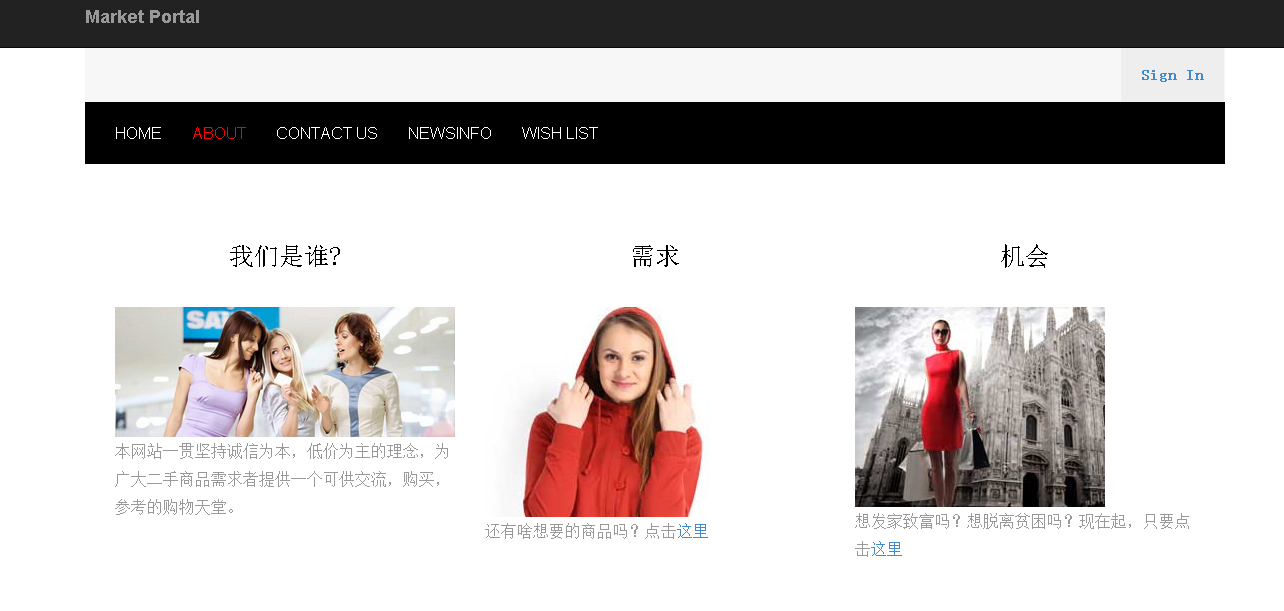 Market Portal
Sign In
HOME ABOUT CONTACT US NEWSINFO WISH LIST
我们是谁?
需求
机会
SA
本网站一贯坚持诚信为本，低价为主的理念，为
广大二手商品需求者提供一个可供交流，购买，
参考的购物天堂。
还有啥想要的商品吗？点击这里
想发家致富吗？想脱离贫困吗？现在起，只要点
击这里